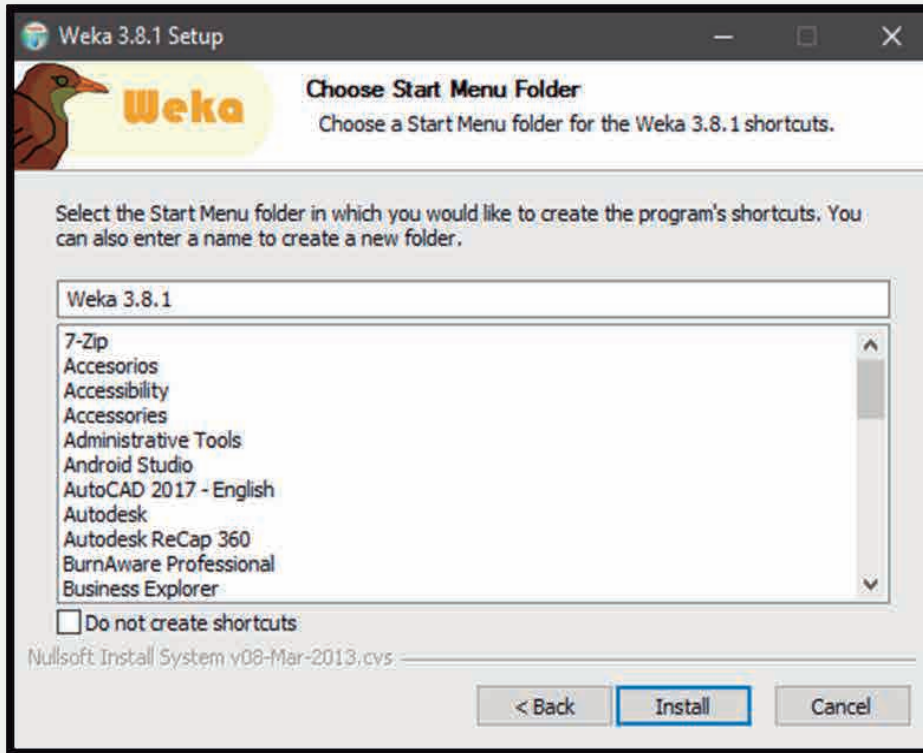 Weka 3.8.1 Setup
Weka
Choose Start Menu Folder
Choose a Start Menu folder for the Weka 3.8.1 shortcuts.
Select the Start Menu folder in which you would like to create the program's shortcuts. You
can also enter a name to create a new folder.
Weka 3.8.1
7-Zip
Accesorios
Accessibility
Accessories
Administrative Tools
Android Studio
AutoCAD 2017 - English
Autodesk
Autodesk ReCap 360
BurnAware Professional
Business Explorer
Do not create shortcuts
Nullsoft Install System v08-Mar-2013.cvs
< Back Install Cancel